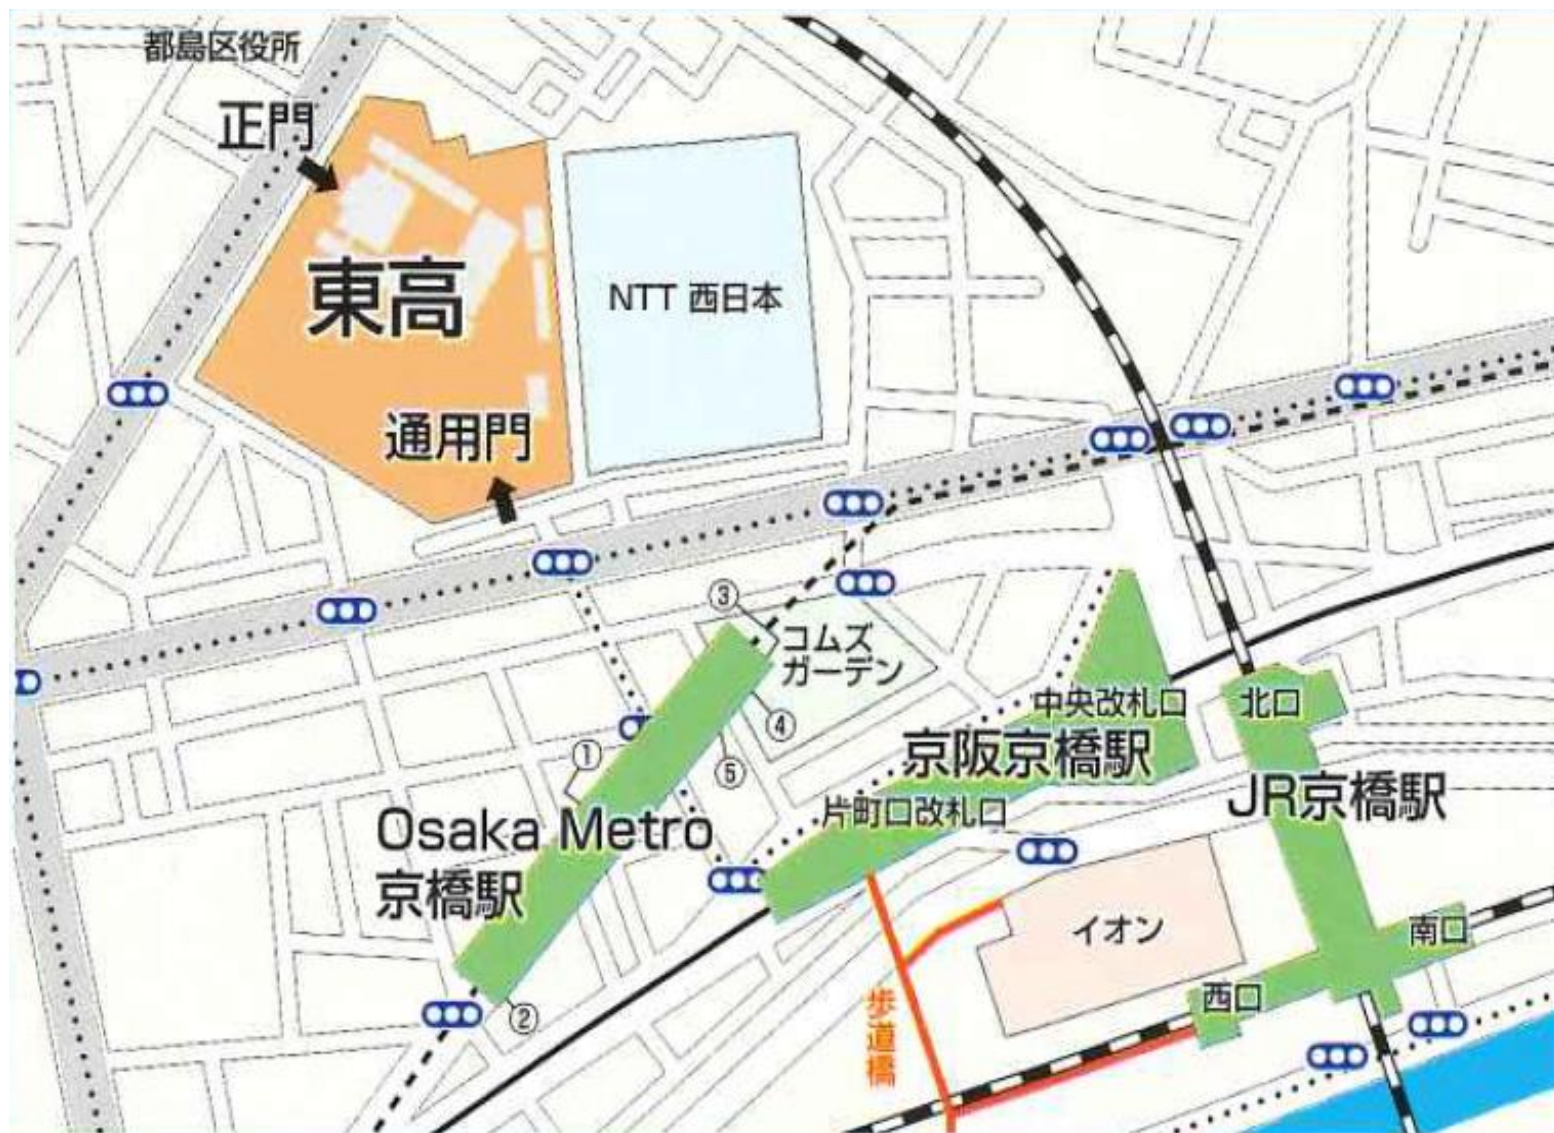 都島区役所
正門
東高
NTT 西日本
通用門
③
コムズ
ガーデン
④
⑤
①
中央改札口
北口
京阪京橋駅
JR京橋駅
片町口改札口
Osaka Metro
京橋駅
イオン
南口
西口
②
歩道橋